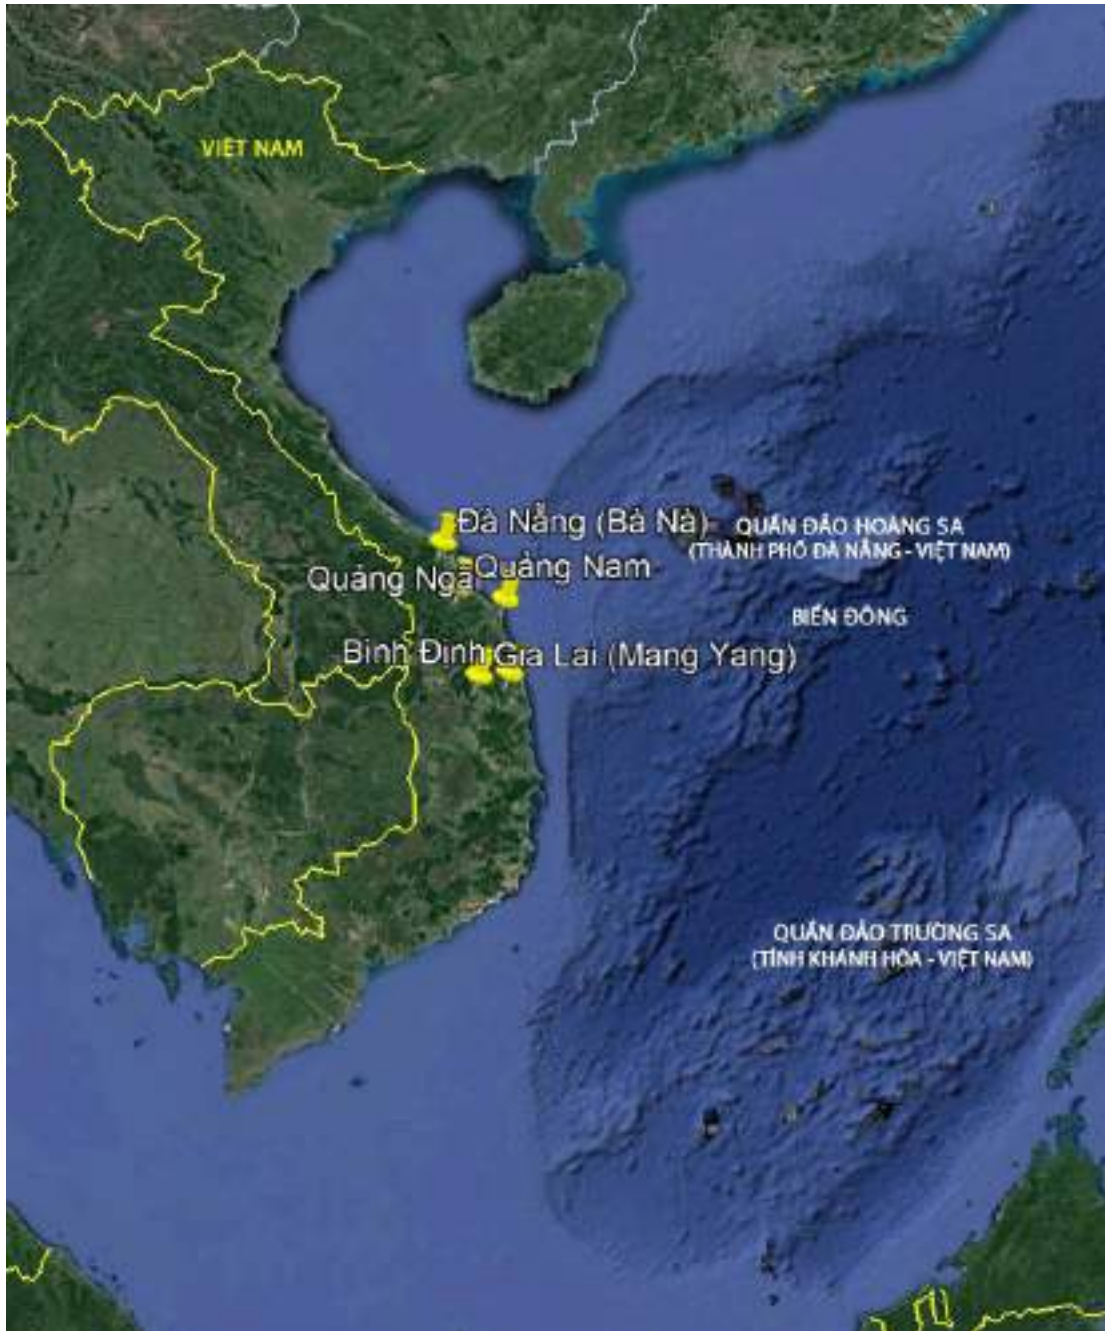 VIỆT NAM
Đà Nẵng (Bà Nà)
QUẦN ĐẢO HOÀNG SA
(THÀNH PHỐ ĐÀ NẴNG - VIỆT NAM)
Quảng Nam
Quảng Ngãi
BIỂN ĐÔNG
Bình Định
Gia Lai (Mang Yang)
QUẦN ĐẢO TRƯỜNG SA
(TỈNH KHÁNH HÒA - VIỆT NAM)